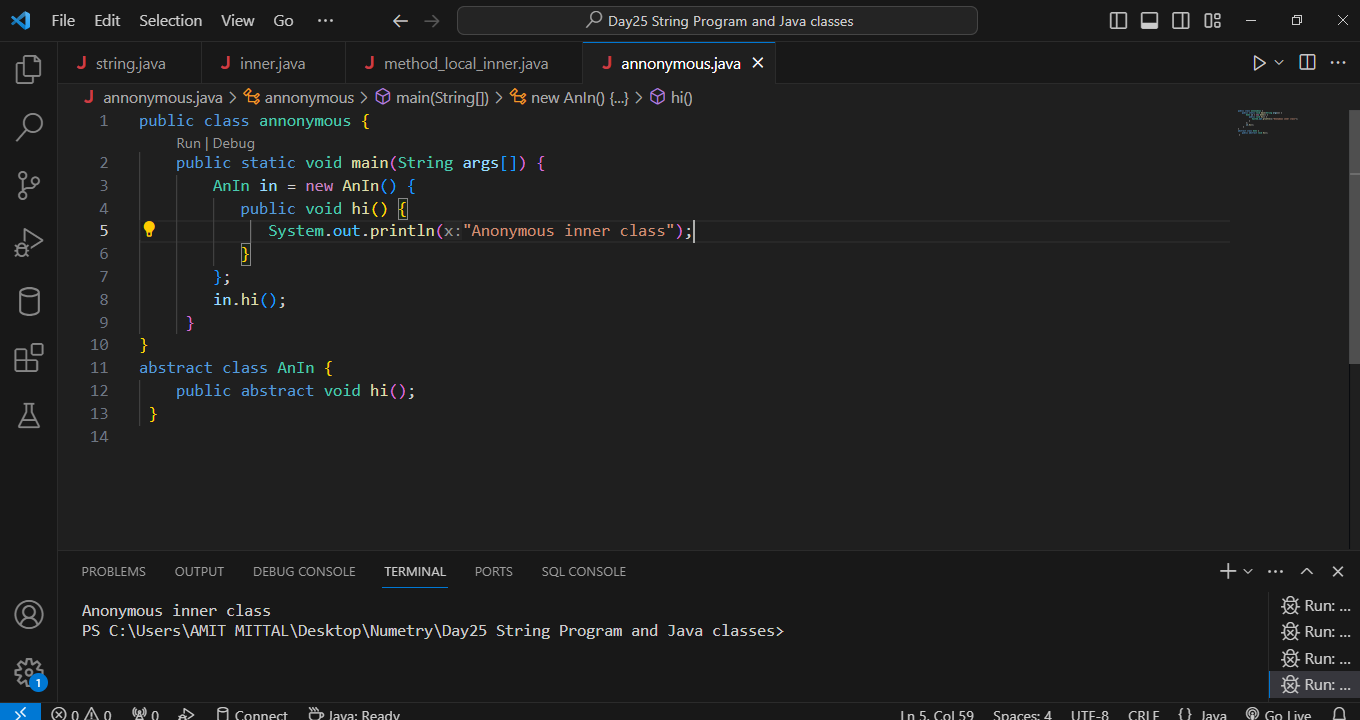 File Edit Selection View Go ··· Day25 String Program and Java classes
string.java inner.java method_local_inner.java annonymous.java
annonymous.java > annonymous > main(String[]) > new AnIn() {...} > hi()
1 public class annonymous {
Run | Debug
2 public static void main(String args[]) {
3 AnIn in = new AnIn() {
4 public void hi() {
5 System.out.println(x:"Anonymous inner class");
6 }
7 };
8 in.hi();
9 }
10 }
11 abstract class AnIn {
12 public abstract void hi();
13 }
14
PROBLEMS OUTPUT DEBUG CONSOLE TERMINAL PORTS SQL CONSOLE
Anonymous inner class
PS C:\Users\AMIT MITTAL\Desktop\Numetry\Day25 String Program and Java classes>
Run: ...
Run: ...
Run: ...
Run: ...
1
0 0 0 Connect Java: Ready Ln 5, Col 59 Spaces: 4 UTF-8 CRLF {} Java Go Live